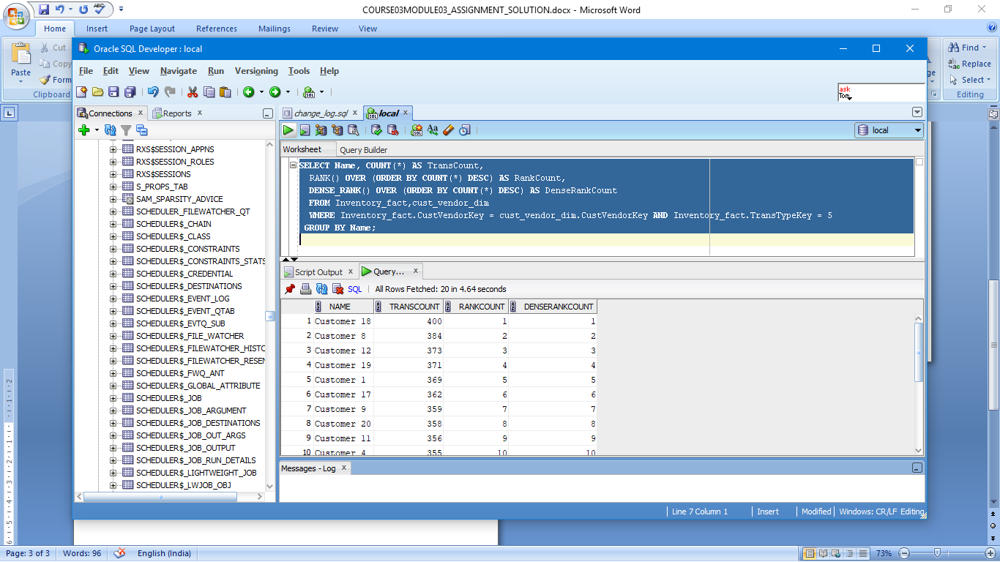 COURSE03MODULE03_ASSIGNMENT_SOLUTION.docx - Microsoft Word
Home Insert Page Layout References Mailings Review View
Paste
Cut
Copy
Form
Clipboard
Find
Replace
Select
Editing
Oracle SQL Developer : local
File Edit View Navigate Run Versioning Tools Help
ask
Tom
Connections x Reports x
change_log.sql x local x
local
Worksheet Query Builder
RXS$SESSION_APPNS
RXS$SESSION_ROLES
RXS$SESSIONS
S_PROPS_TAB
SAM_SPARSITY_ADVICE
SCHEDULER_FILEWATCHER_QT
SCHEDULER$_CHAIN
SCHEDULER$_CLASS
SCHEDULER$_CONSTRAINTS
SCHEDULER$_CONSTRAINTS_STATS
SCHEDULER$_CREDENTIAL
SCHEDULER$_DESTINATIONS
SCHEDULER$_EVENT_LOG
SCHEDULER$_EVENT_QTAB
SCHEDULER$_EVTQ_SUB
SCHEDULER$_FILE_WATCHER
SCHEDULER$_FILEWATCHER_HISTO
SCHEDULER$_FILEWATCHER_RESEN
SCHEDULER$_FWQ_ANT
SCHEDULER$_GLOBAL_ATTRIBUTE
SCHEDULER$_JOB
SCHEDULER$_JOB_ARGUMENT
SCHEDULER$_JOB_DESTINATIONS
SCHEDULER$_JOB_OUT_ARGS
SCHEDULER$_JOB_OUTPUT
SCHEDULER$_JOB_RUN_DETAILS
SCHEDULER$_LIGHTWEIGHT_JOB
SCHEDULER$_LWJOB_OBJ
SELECT Name, COUNT(*) AS TransCount,
RANK() OVER (ORDER BY COUNT(*) DESC) AS RankCount,
DENSE_RANK() OVER (ORDER BY COUNT(*) DESC) AS DenseRankCount
FROM Inventory_fact,cust_vendor_dim
WHERE Inventory_fact.CustVendorKey = cust_vendor_dim.CustVendorKey AND Inventory_fact.TransTypeKey = 5
GROUP BY Name;
Script Output x Query... x
SQL | All Rows Fetched: 20 in 4.64 seconds
NAME TRANSCOUNT RANKCOUNT DENSERANKCOUNT
1 Customer 18 400 1 1
2 Customer 8 384 2 2
3 Customer 12 373 3 3
4 Customer 19 371 4 4
5 Customer 1 369 5 5
6 Customer 17 362 6 6
7 Customer 9 359 7 7
8 Customer 20 358 8 8
9 Customer 11 356 9 9
10 Customer 4 355 10 10
Messages - Log x
Line 7 Column 1 | Insert | Modified | Windows: CR/LF Editing
Page: 3 of 3 Words: 96 English (India) 73%